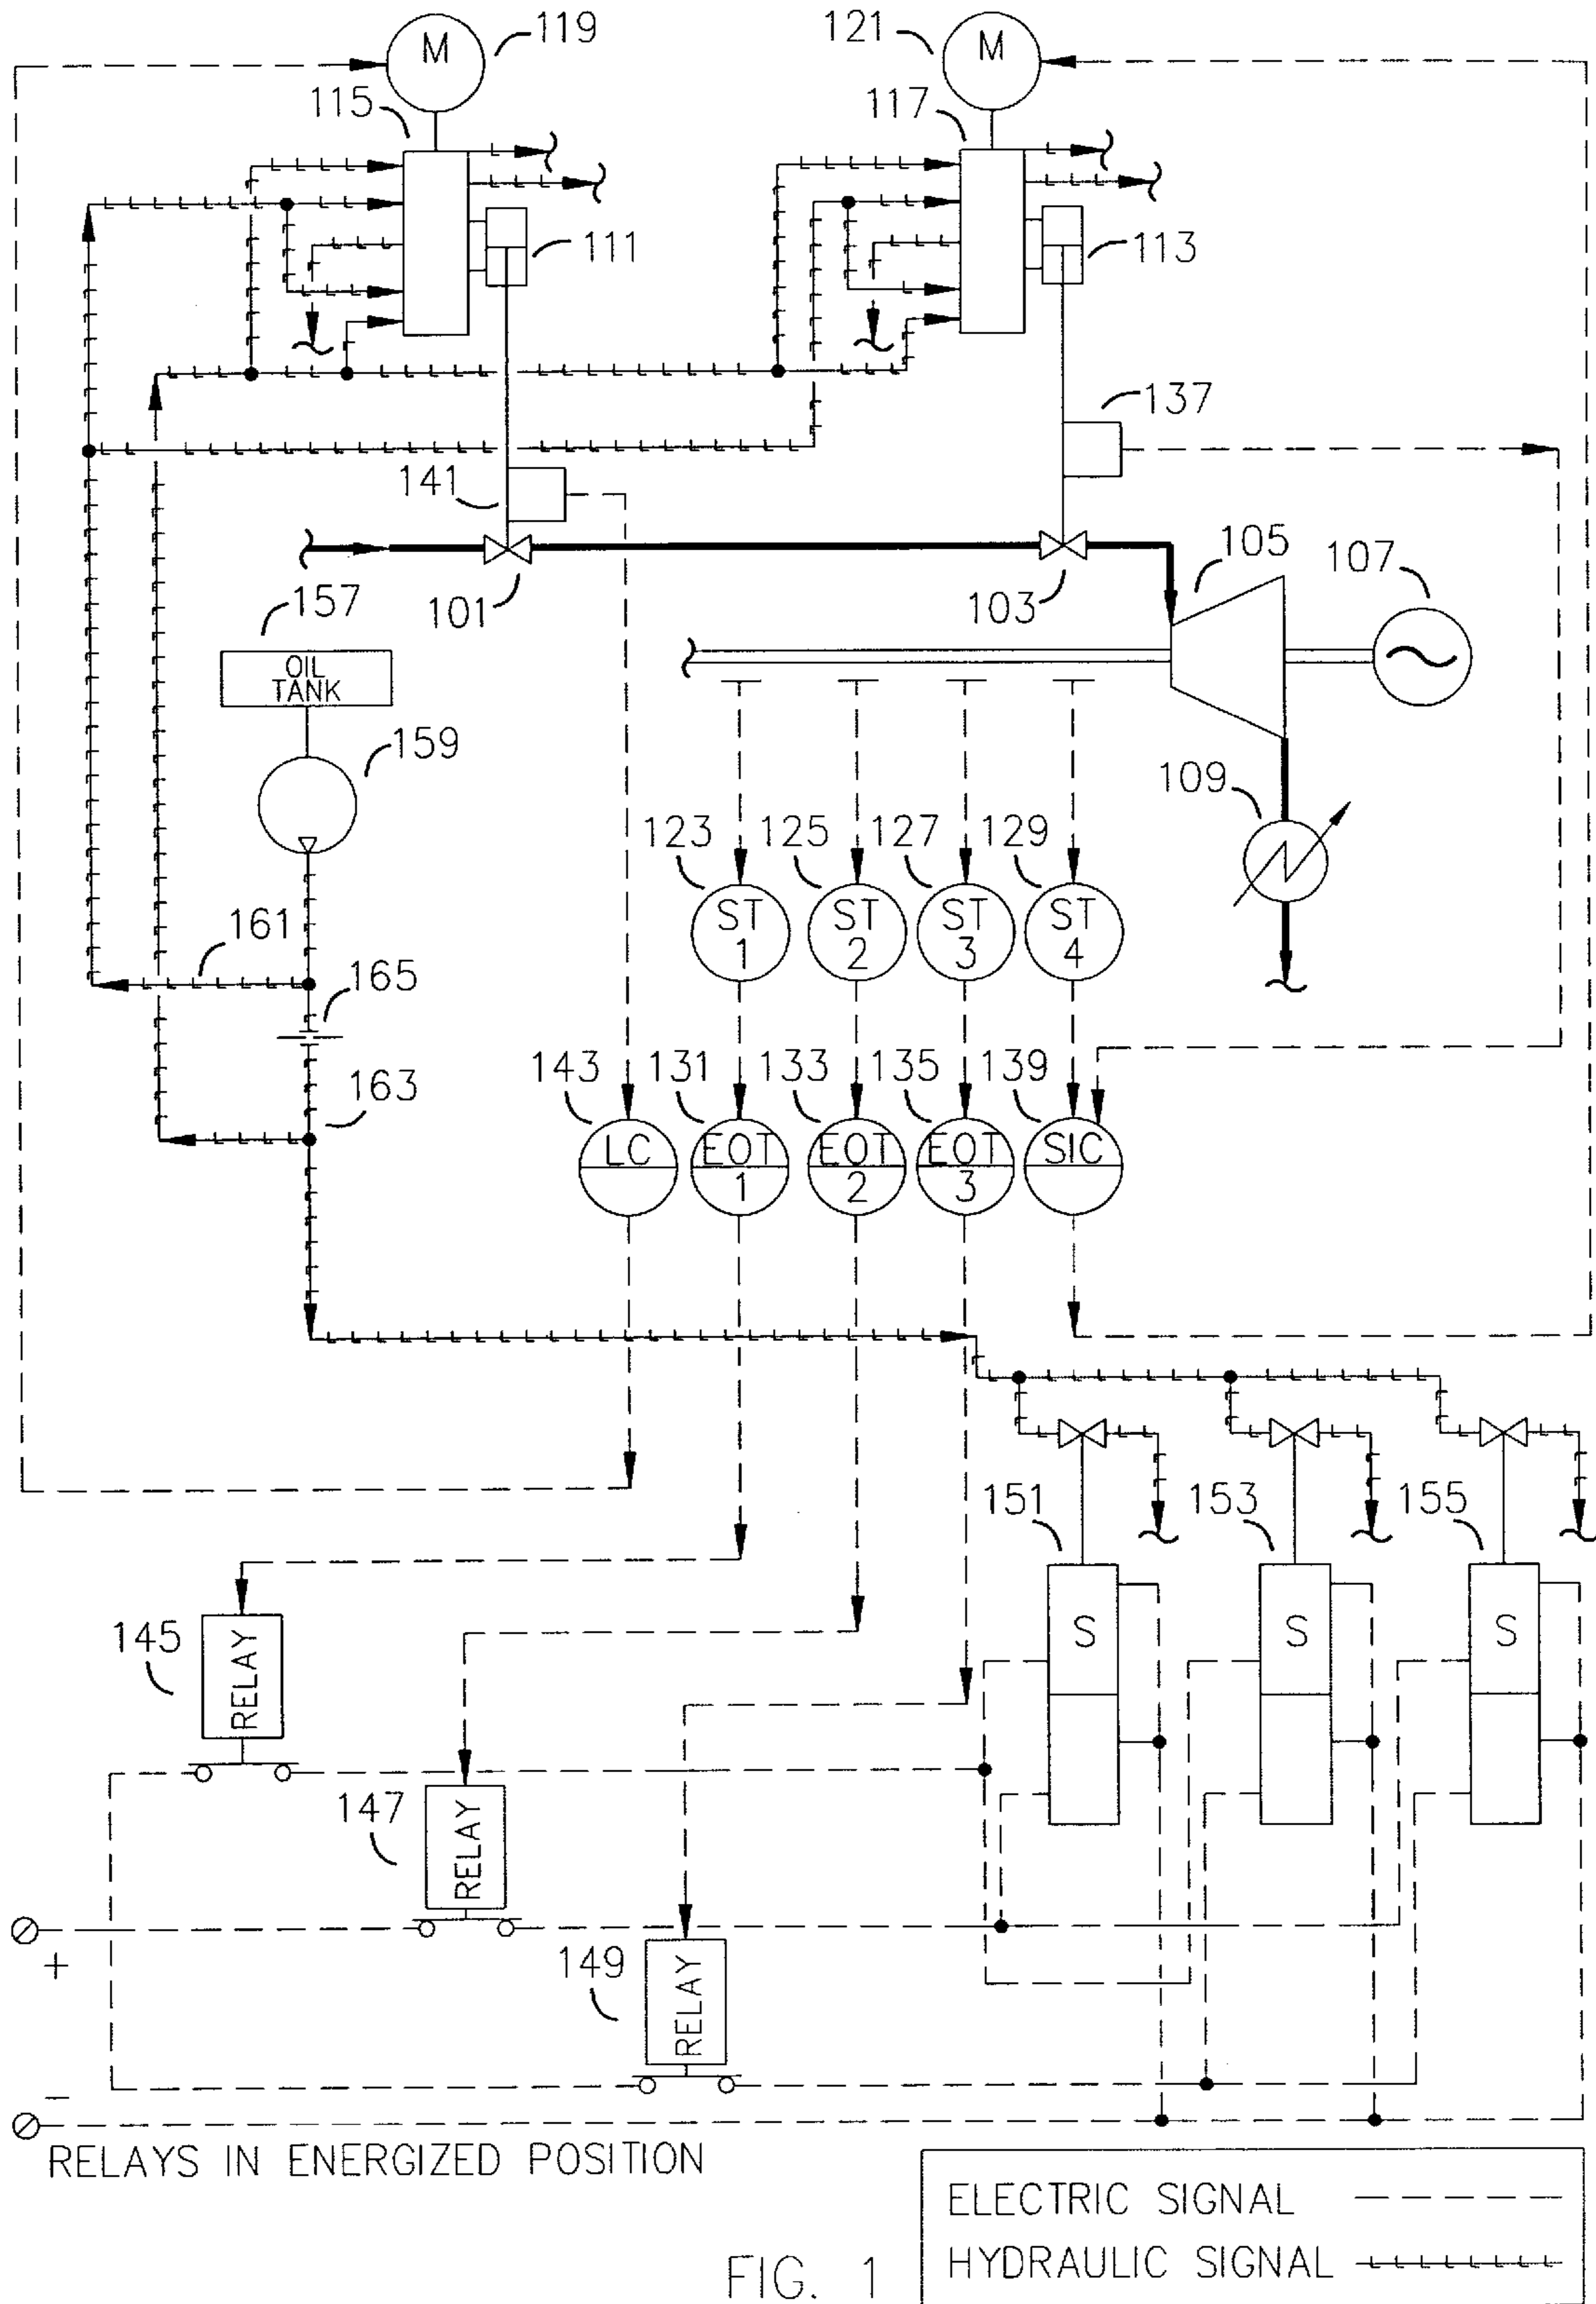 M
119
121
M
115
117
111
113
137
141
101
103
105
107
157
OIL
TANK
159
109
123
125
127
129
ST
1
ST
2
ST
3
ST
4
161
165
163
143
131
133
135
139
LC
EOT
1
EOT
2
EOT
3
SIC
151
153
155
145
RELAY
S
S
S
147
RELAY
+
149
RELAY
−
RELAYS IN ENERGIZED POSITION
ELECTRIC SIGNAL
HYDRAULIC SIGNAL
FIG. 1